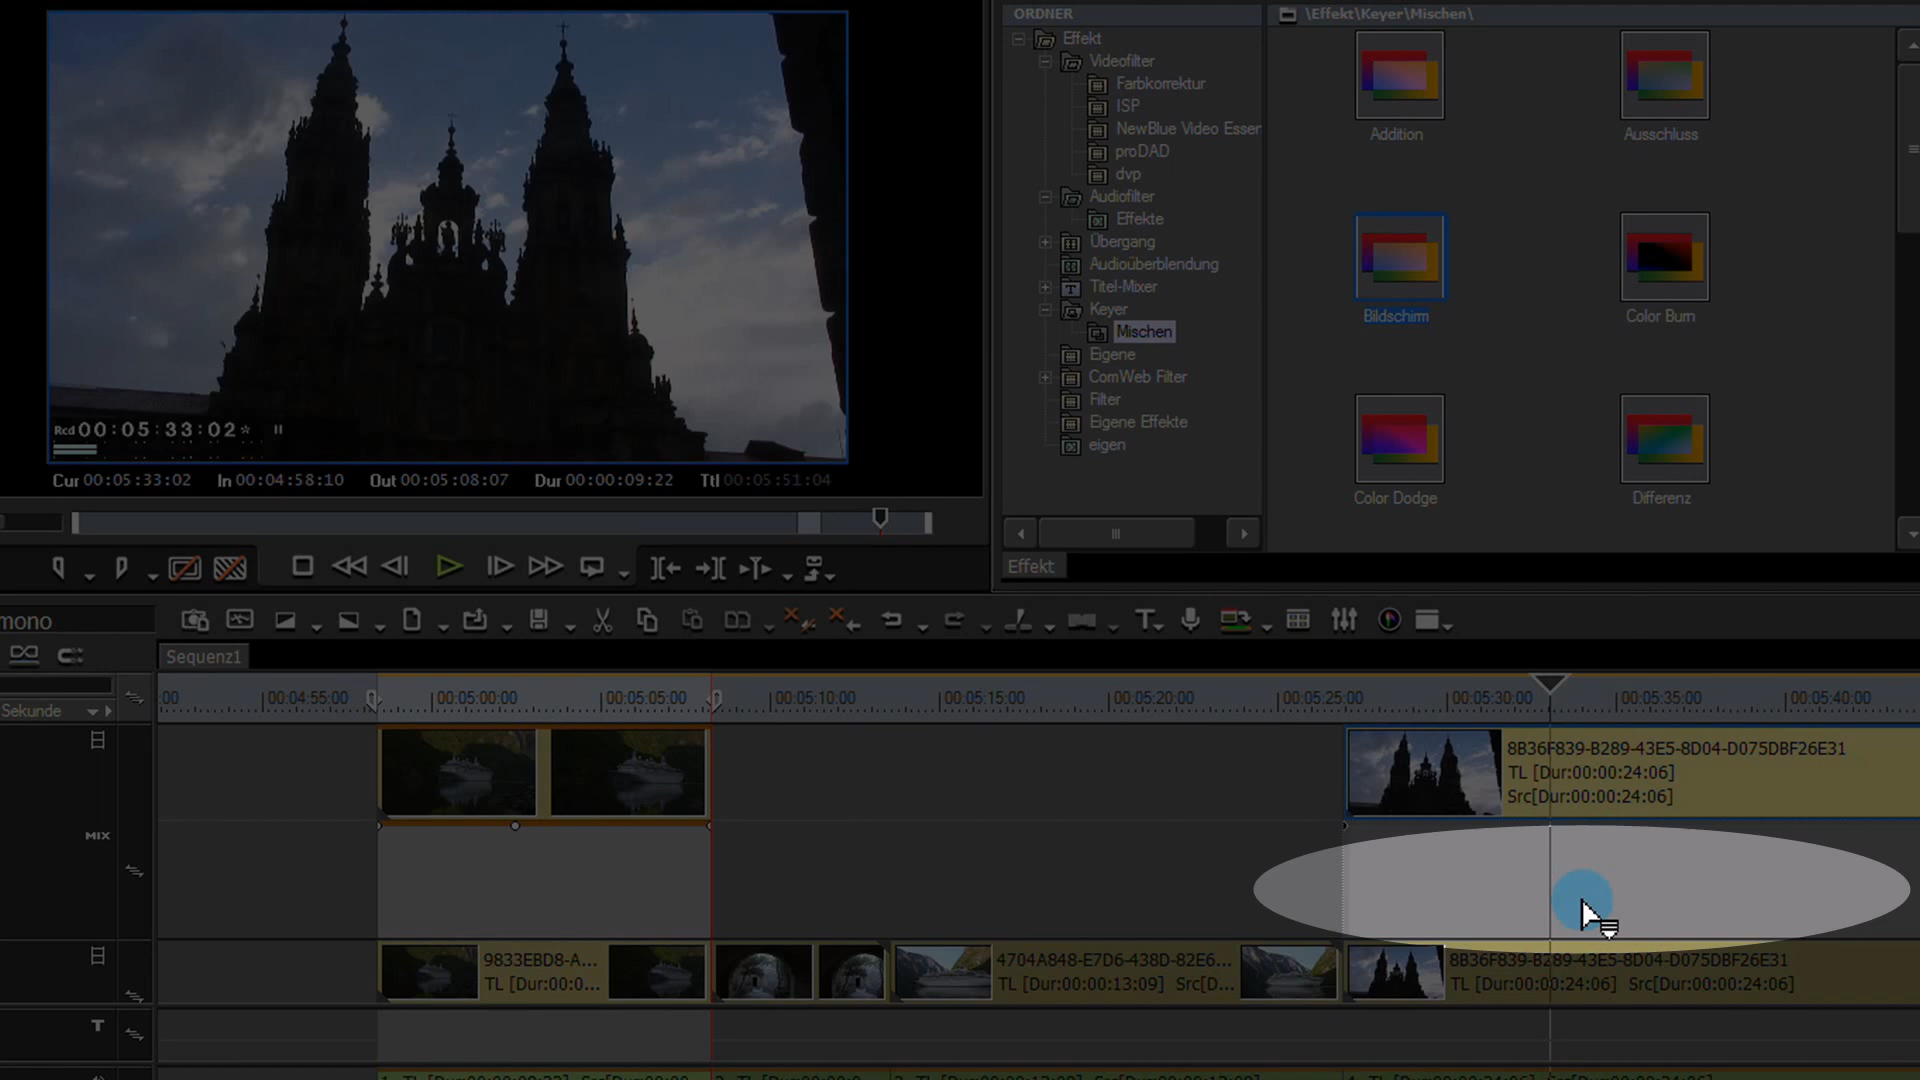 ORDNER
\Effekt\Keyer\Mischen\
Effekt
Videofilter
Farbkorrektur
ISP
NewBlue Video Esser
proDAD
dvp
Audiofilter
Effekte
Übergang
Audioüberblendung
Titel-Mixer
Keyer
Mischen
Eigene
ComWeb Filter
Filter
Eigene Effekte
eigen
Addition
Ausschluss
Bildschirm
Color Burn
Color Dodge
Differenz
Effekt
Rcd 00:05:33:02
Cur 00:05:33:02 In 00:04:58:10 Out 00:05:08:07 Dur 00:00:09:22 Ttl 00:05:51:04
mono
Sequenz1
Sekunde
:00 00:04:55:00 00:05:00:00 00:05:05:00 00:05:10:00 00:05:15:00 00:05:20:00 00:05:25:00 00:05:30:00 00:05:35:00 00:05:40:00
8B36F839-B289-43E5-8D04-D075DBF26E31
TL [Dur:00:00:24:06]
Src[Dur:00:00:24:06]
MIX
9833EBD8-A...
TL [Dur:00:0...
4704A848-E7D6-438D-82E6...
TL [Dur:00:00:13:09] Src[D...
8B36F839-B289-43E5-8D04-D075DBF26E31
TL [Dur:00:00:24:06] Src[Dur:00:00:24:06]
T